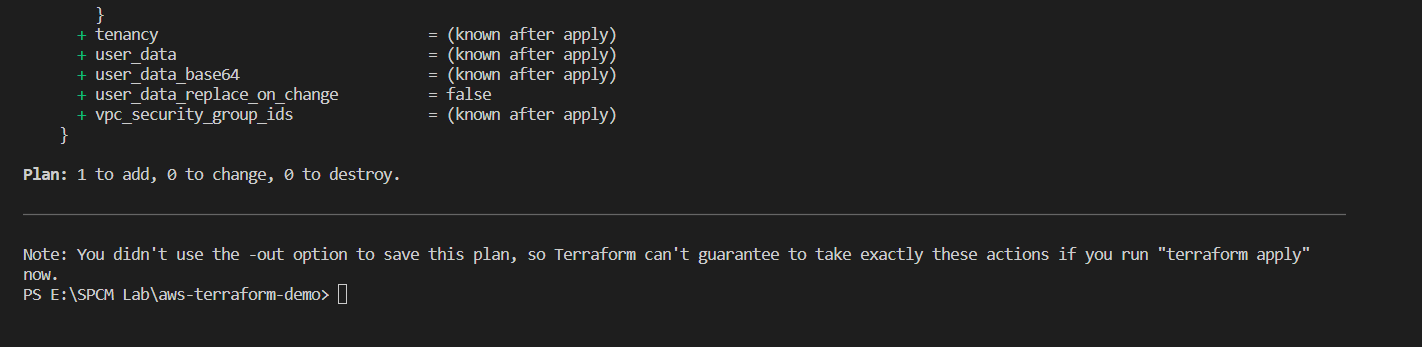 }
+ tenancy = (known after apply)
+ user_data = (known after apply)
+ user_data_base64 = (known after apply)
+ user_data_replace_on_change = false
+ vpc_security_group_ids = (known after apply)
}
Plan: 1 to add, 0 to change, 0 to destroy.
Note: You didn't use the -out option to save this plan, so Terraform can't guarantee to take exactly these actions if you run "terraform apply"
now.
PS E:\SPCM Lab\aws-terraform-demo>